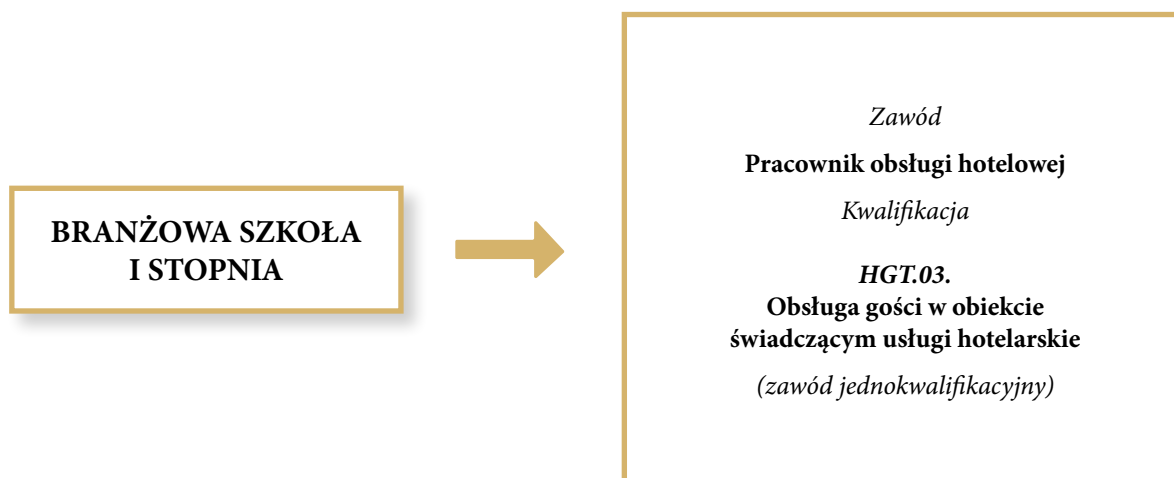 BRANŻOWA SZKOŁA
I STOPNIA
Zawód
Pracownik obsługi hotelowej
Kwalifikacja
HGT.03.
Obsługa gości w obiekcie
świadczącym usługi hotelarskie
(zawód jednokwalifikacyjny)